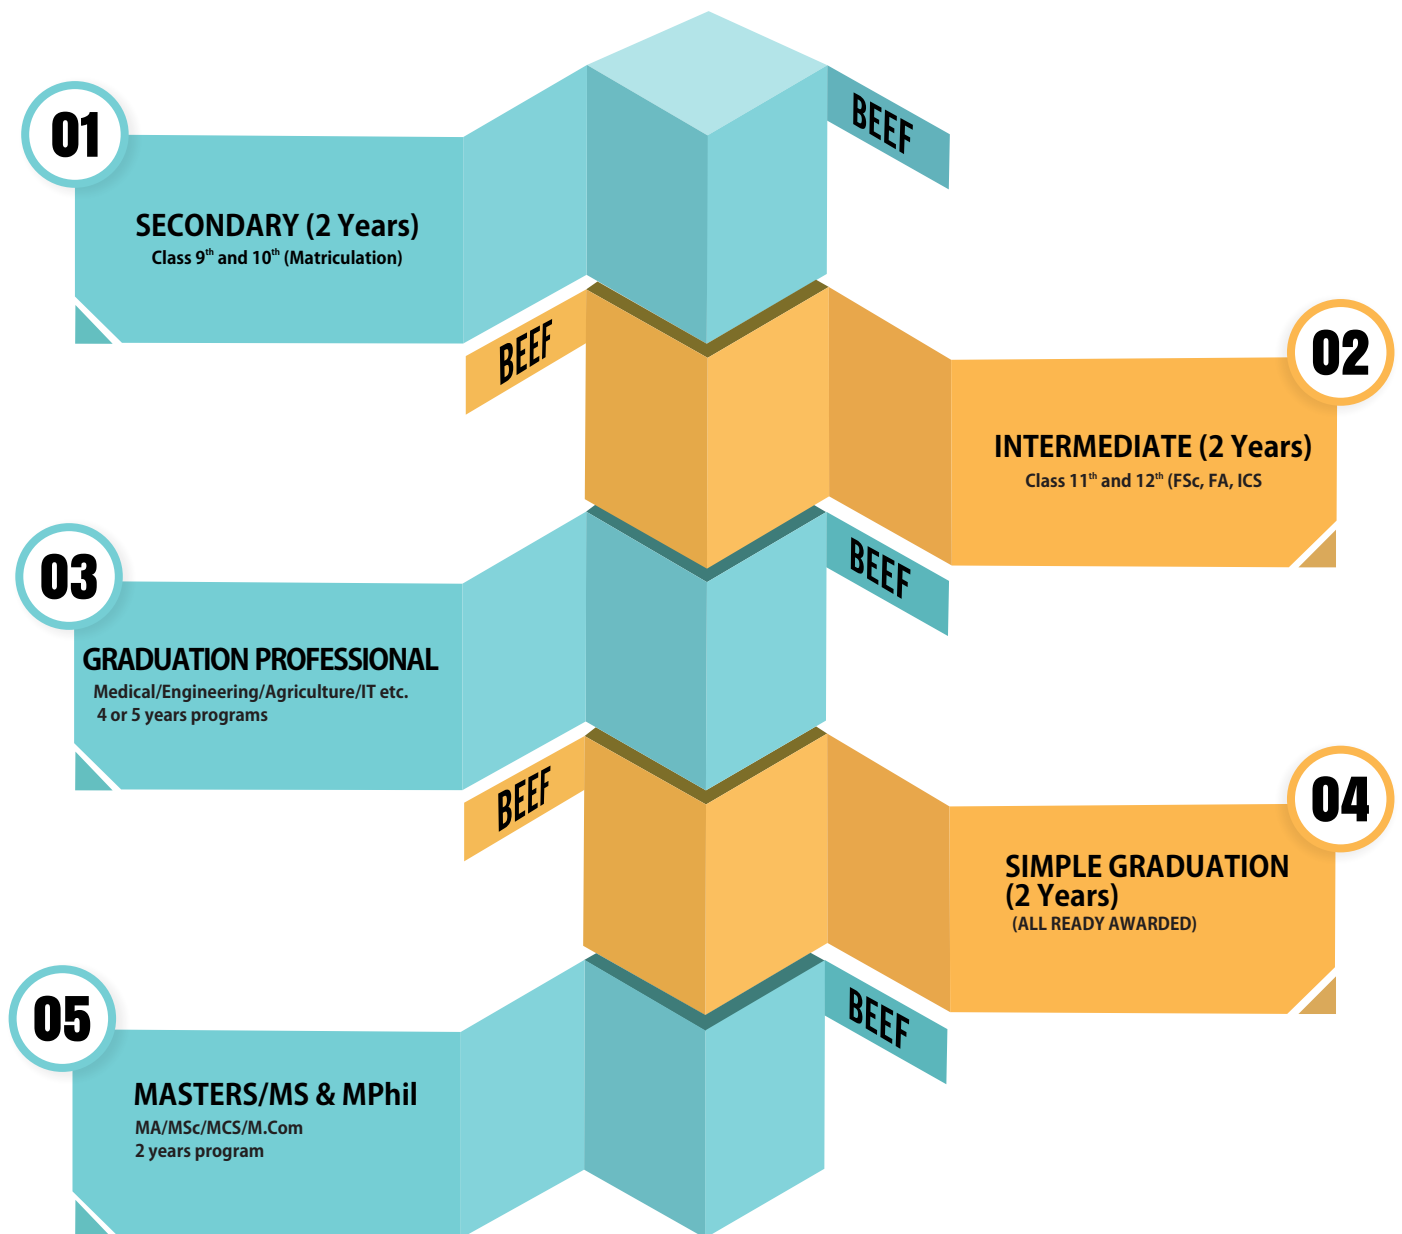 01
BEEF
SECONDARY (2 Years)
Class 9th and 10th (Matriculation)
BEEF
02
INTERMEDIATE (2 Years)
Class 11th and 12th (FSc, FA, ICS
03
BEEF
GRADUATION PROFESSIONAL
Medical/Engineering/Agriculture/IT etc.
4 or 5 years programs
BEEF
04
SIMPLE GRADUATION
(2 Years)
(ALL READY AWARDED)
05
BEEF
MASTERS/MS & MPhil
MA/MSc/MCS/M.Com
2 years program